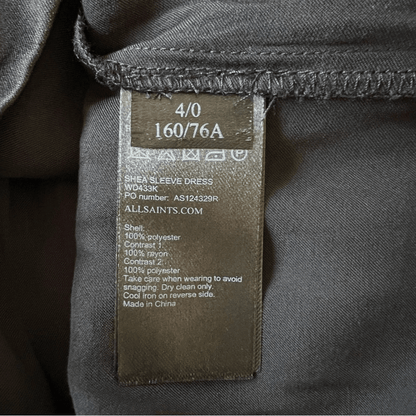 4/0
160/76A
SHEA SLEEVE DRESS
WD433K
PO number: AS124329R
ALLSAINTS.COM
Shell:
100% polyester
Contrast 1:
100% rayon
Contrast 2:
100% polyester
Take care when wearing to avoid
snagging. Dry clean only.
Cool iron on reverse side.
Made in China